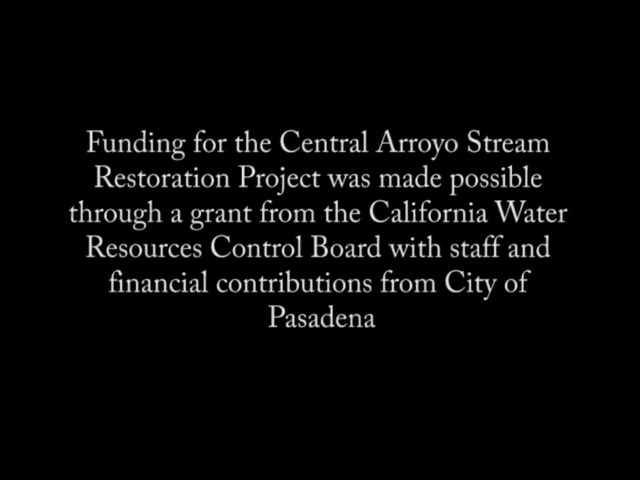 Funding for the Central Arroyo Stream
Restoration Project was made possible
through a grant from the California Water
Resources Control Board with staff and
financial contributions from City of
Pasadena